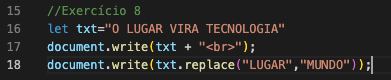 15 //Exercício 8
16 let txt="O LUGAR VIRA TECNOLOGIA"
17 document.write(txt + "<br>");
18 document.write(txt.replace("LUGAR","MUNDO"));